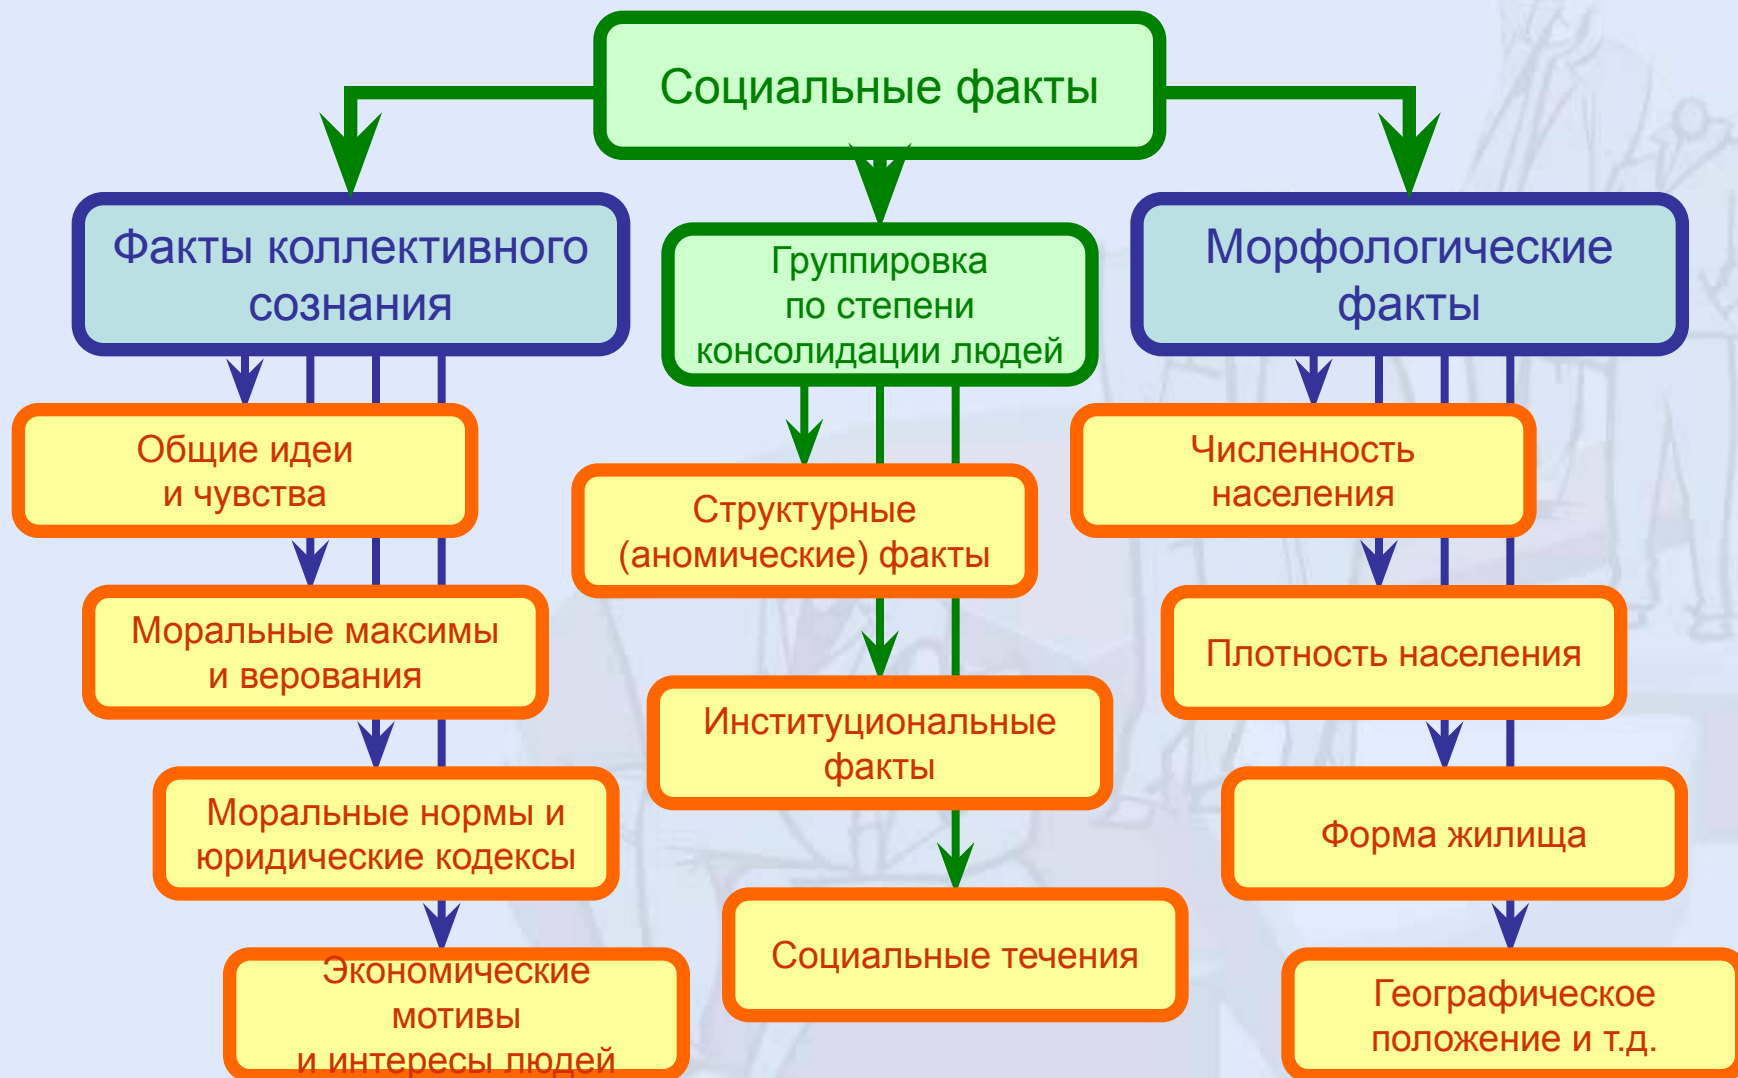 Социальные факты
Факты коллективного
сознания
Общие идеи
и чувства
Моральные максимы
и верования
Моральные нормы и
юридические кодексы
Экономические
мотивы
и интересы людей
Группировка
по степени
консолидации людей
Структурные
(аномические) факты
Институциональные
факты
Социальные течения
Морфологические
факты
Численность
населения
Плотность населения
Форма жилища
Географическое
положение и т.д.